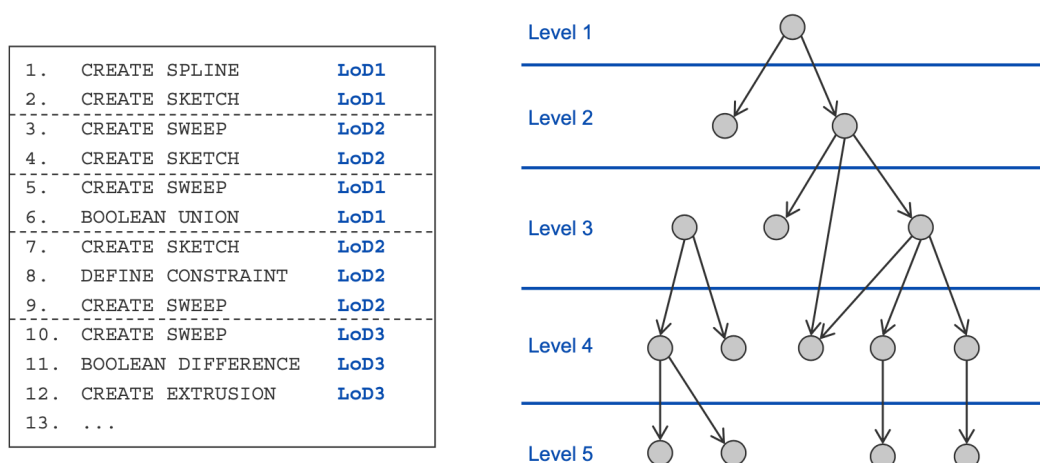 1. CREATE SPLINE LoD1
2. CREATE SKETCH LoD1
3. CREATE SWEEP LoD2
4. CREATE SKETCH LoD2
5. CREATE SWEEP LoD1
6. BOOLEAN UNION LoD1
7. CREATE SKETCH LoD2
8. DEFINE CONSTRAINT LoD2
9. CREATE SWEEP LoD2
10. CREATE SWEEP LoD3
11. BOOLEAN DIFFERENCE LoD3
12. CREATE EXTRUSION LoD3
13. ...
Level 1
Level 2
Level 3
Level 4
Level 5